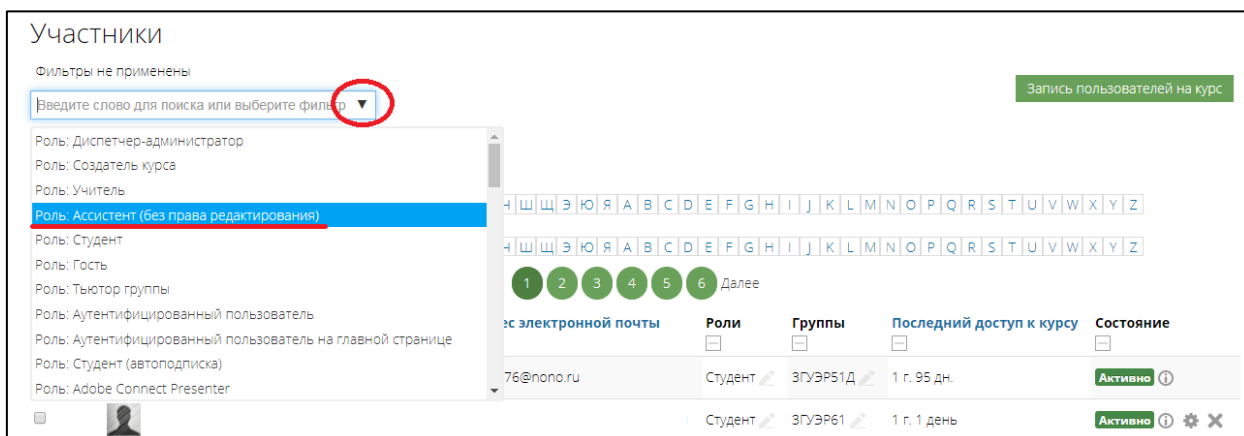 Участники
Фильтры не применены
Запись пользователей на курс
Введите слово для поиска или выберите фильтр ▼
Роль: Диспетчер-администратор
Роль: Создатель курса
Роль: Учитель
Роль: Ассистент (без права редактирования)
Ш Щ Э Ю Я A B C D E F G H I J K L M N O P Q R S T U V W X Y Z
Роль: Студент
Ш Щ Э Ю Я A B C D E F G H I J K L M N O P Q R S T U V W X Y Z
Роль: Гость
Роль: Тьютор группы
1 2 3 4 5 6 Далее
Роль: Аутентифицированный пользователь
ес электронной почты Роли Группы Последний доступ к курсу Состояние
Роль: Аутентифицированный пользователь на главной странице
Роль: Студент (автоподписка)
Роль: Adobe Connect Presenter
76@nono.ru Студент ЗГУЭР51Д 1 г. 95 дн. Активно
Студент ЗГУЭР61 1 г. 1 день Активно